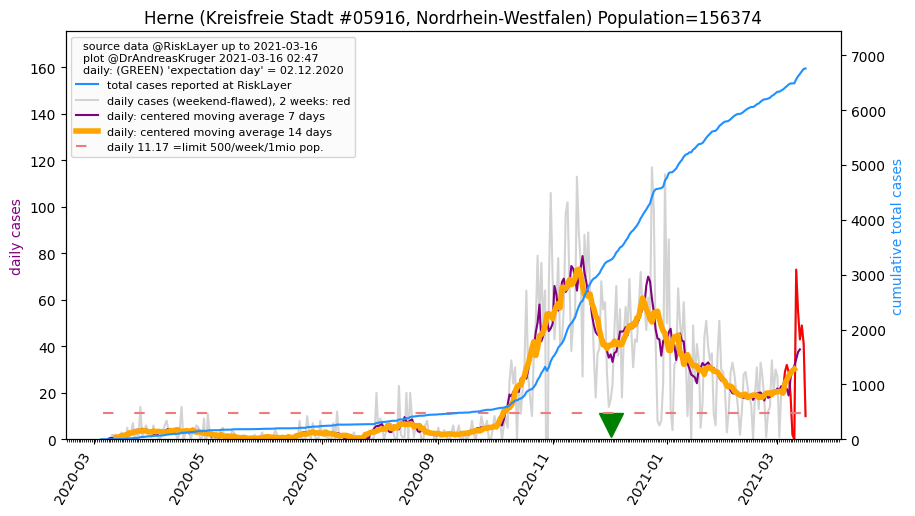 Herne (Kreisfreie Stadt #05916, Nordrhein-Westfalen) Population=156374
source data @RiskLayer up to 2021-03-16
plot @DrAndreasKruger 2021-03-16 02:47
daily: (GREEN) 'expectation day' = 02.12.2020
total cases reported at RiskLayer
daily cases (weekend-flawed), 2 weeks: red
daily: centered moving average 7 days
daily: centered moving average 14 days
daily 11.17 =limit 500/week/1mio pop.
daily cases
160
140
120
100
80
60
40
20
0
7000
6000
5000
4000
3000
2000
1000
0
cumulative total cases
2020-03
2020-05
2020-07
2020-09
2020-11
2021-01
2021-03